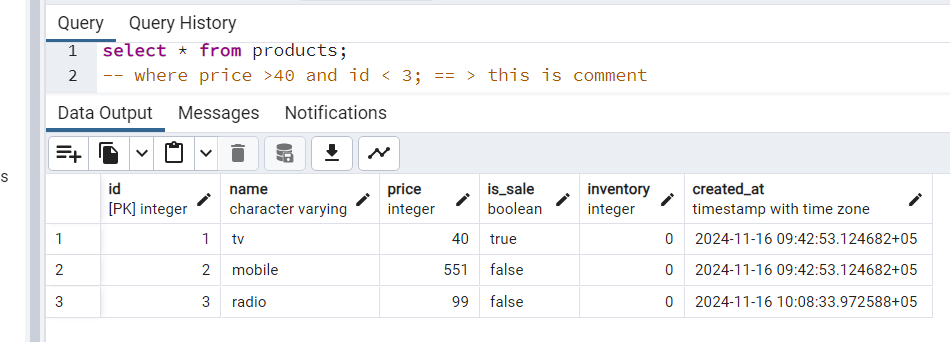 s
Query Query History
1 select * from products;
2 -- where price >40 and id < 3; == > this is comment
Data Output Messages Notifications
id name price is_sale inventory created_at
[PK] integer character varying integer boolean integer timestamp with time zone
1 1 tv 40 true 0 2024-11-16 09:42:53.124682+05
2 2 mobile 551 false 0 2024-11-16 09:42:53.124682+05
3 3 radio 99 false 0 2024-11-16 10:08:33.972588+05